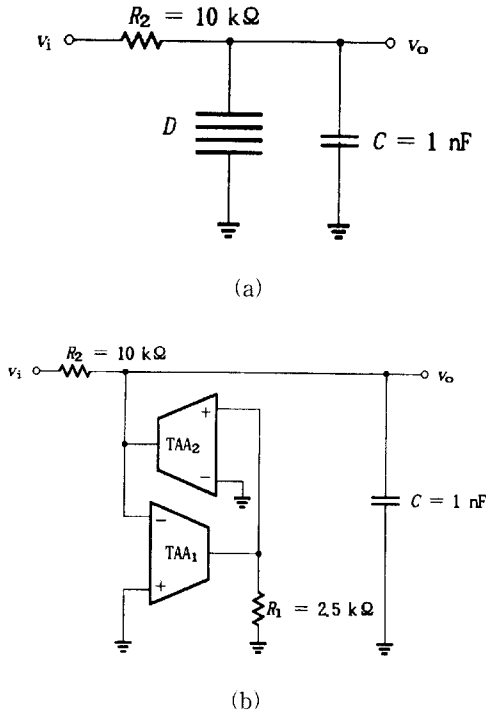 R₂ = 10 kΩ
vᵢ
vₒ
D
C = 1 nF
(a)
R₂ = 10 kΩ
vᵢ
vₒ
+
TAA₂
−
C = 1 nF
−
TAA₁
+
R₁ = 2.5 kΩ
(b)